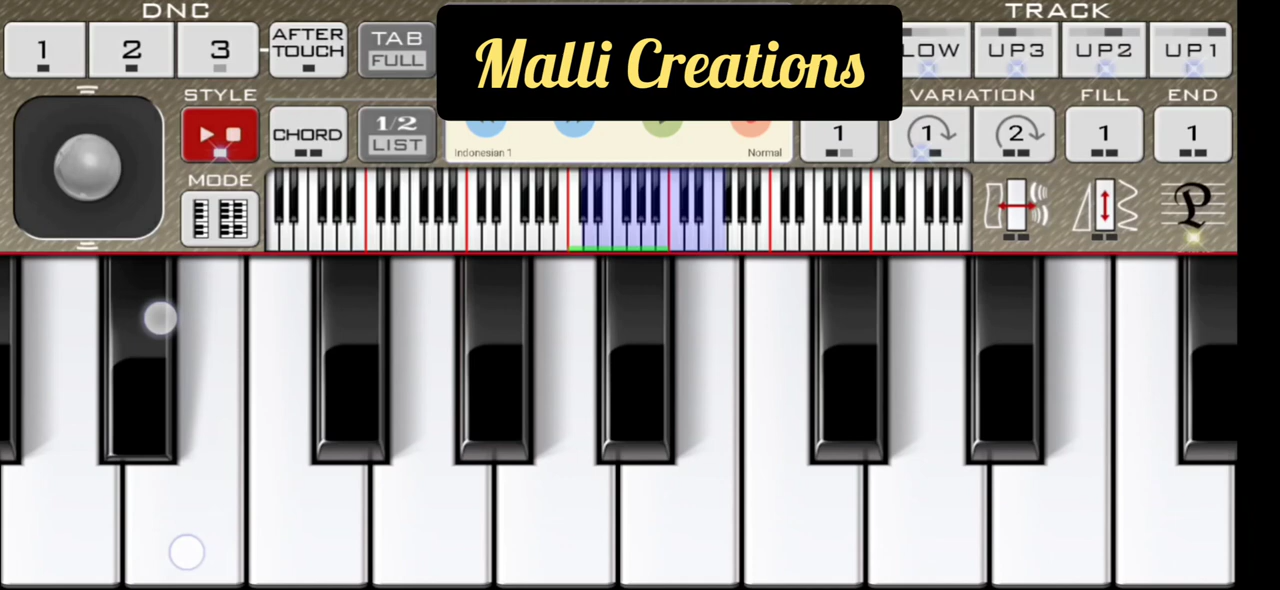 DNC
TRACK
1 2 3 AFTER TOUCH TAB FULL
Malli Creations
LOW UP3 UP2 UP1
STYLE
VARIATION FILL END
CHORD 1/2 LIST
1 1 2 1 1
Indonesian 1 Normal
MODE